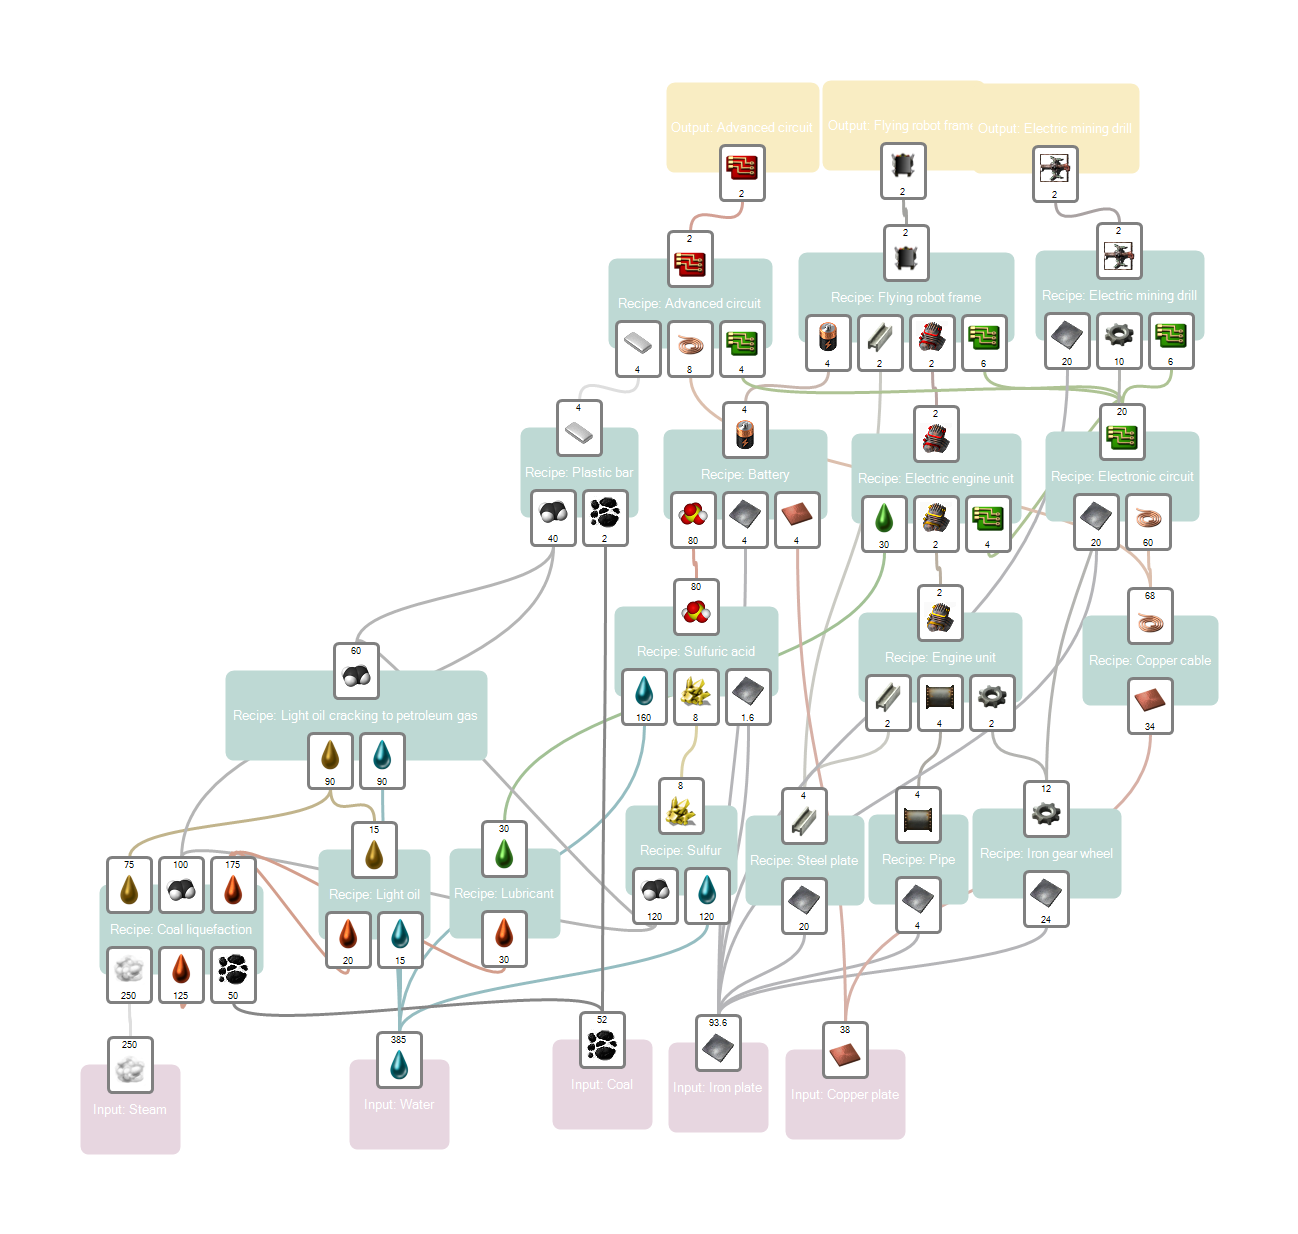 Output: Advanced circuit
Output: Flying robot frame
Output: Electric mining drill
2
2
2
2
2
2
Recipe: Advanced circuit
Recipe: Flying robot frame
Recipe: Electric mining drill
4
8
4
4
2
2
6
20
10
6
4
4
2
20
Recipe: Plastic bar
Recipe: Battery
Recipe: Electric engine unit
Recipe: Electronic circuit
40
2
80
4
4
30
2
4
20
60
80
2
68
Recipe: Sulfuric acid
Recipe: Engine unit
Recipe: Copper cable
60
160
8
1.6
2
4
2
34
Recipe: Light oil cracking to petroleum gas
90
90
8
4
4
12
15
30
Recipe: Sulfur
Recipe: Steel plate
Recipe: Pipe
Recipe: Iron gear wheel
75
100
175
Recipe: Light oil
Recipe: Lubricant
120
120
20
4
24
Recipe: Coal liquefaction
20
15
30
250
125
50
250
385
52
93.6
38
Input: Steam
Input: Water
Input: Coal
Input: Iron plate
Input: Copper plate